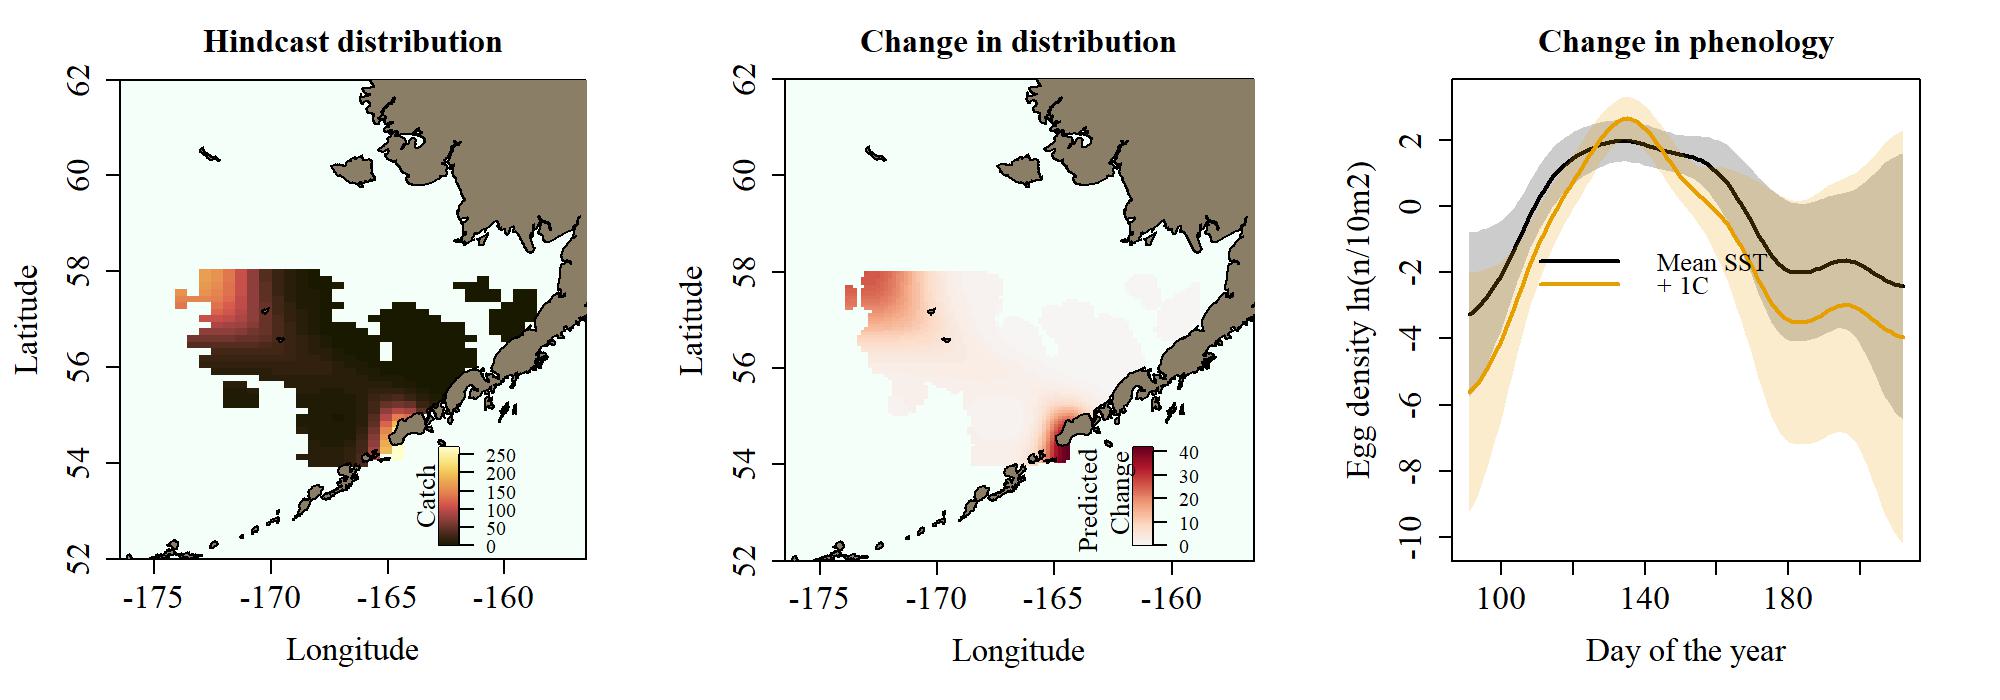 Hindcast distribution
Latitude
62
60
58
56
54
52
Catch
250
200
150
100
50
0
-175
-170
-165
-160
Longitude
Change in distribution
Latitude
62
60
58
56
54
52
Predicted
Change
40
30
20
10
0
-175
-170
-165
-160
Longitude
Change in phenology
Egg density ln(n/10m2)
2
0
-2
-4
-6
-8
-10
Mean SST
+ 1C
100
140
180
Day of the year